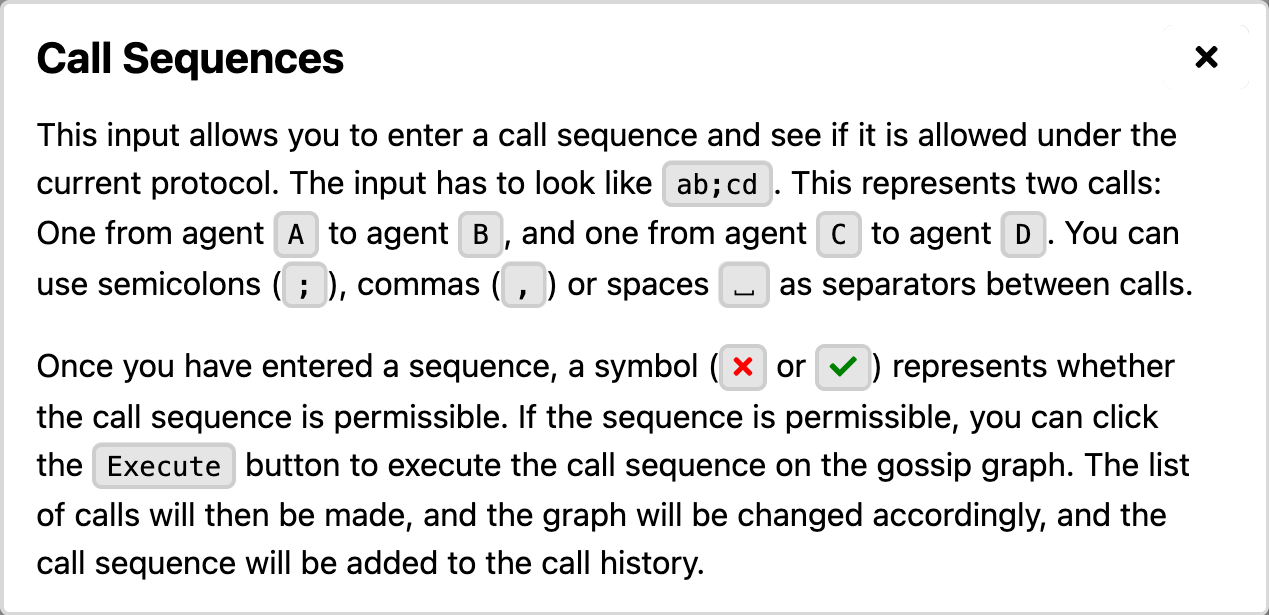 Call Sequences
This input allows you to enter a call sequence and see if it is allowed under the
current protocol. The input has to look like ab;cd. This represents two calls:
One from agent A to agent B, and one from agent C to agent D. You can
use semicolons (;), commas (,) or spaces ⎵ as separators between calls.
Once you have entered a sequence, a symbol (✖ or ✔) represents whether
the call sequence is permissible. If the sequence is permissible, you can click
the Execute button to execute the call sequence on the gossip graph. The list
of calls will then be made, and the graph will be changed accordingly, and the
call sequence will be added to the call history.